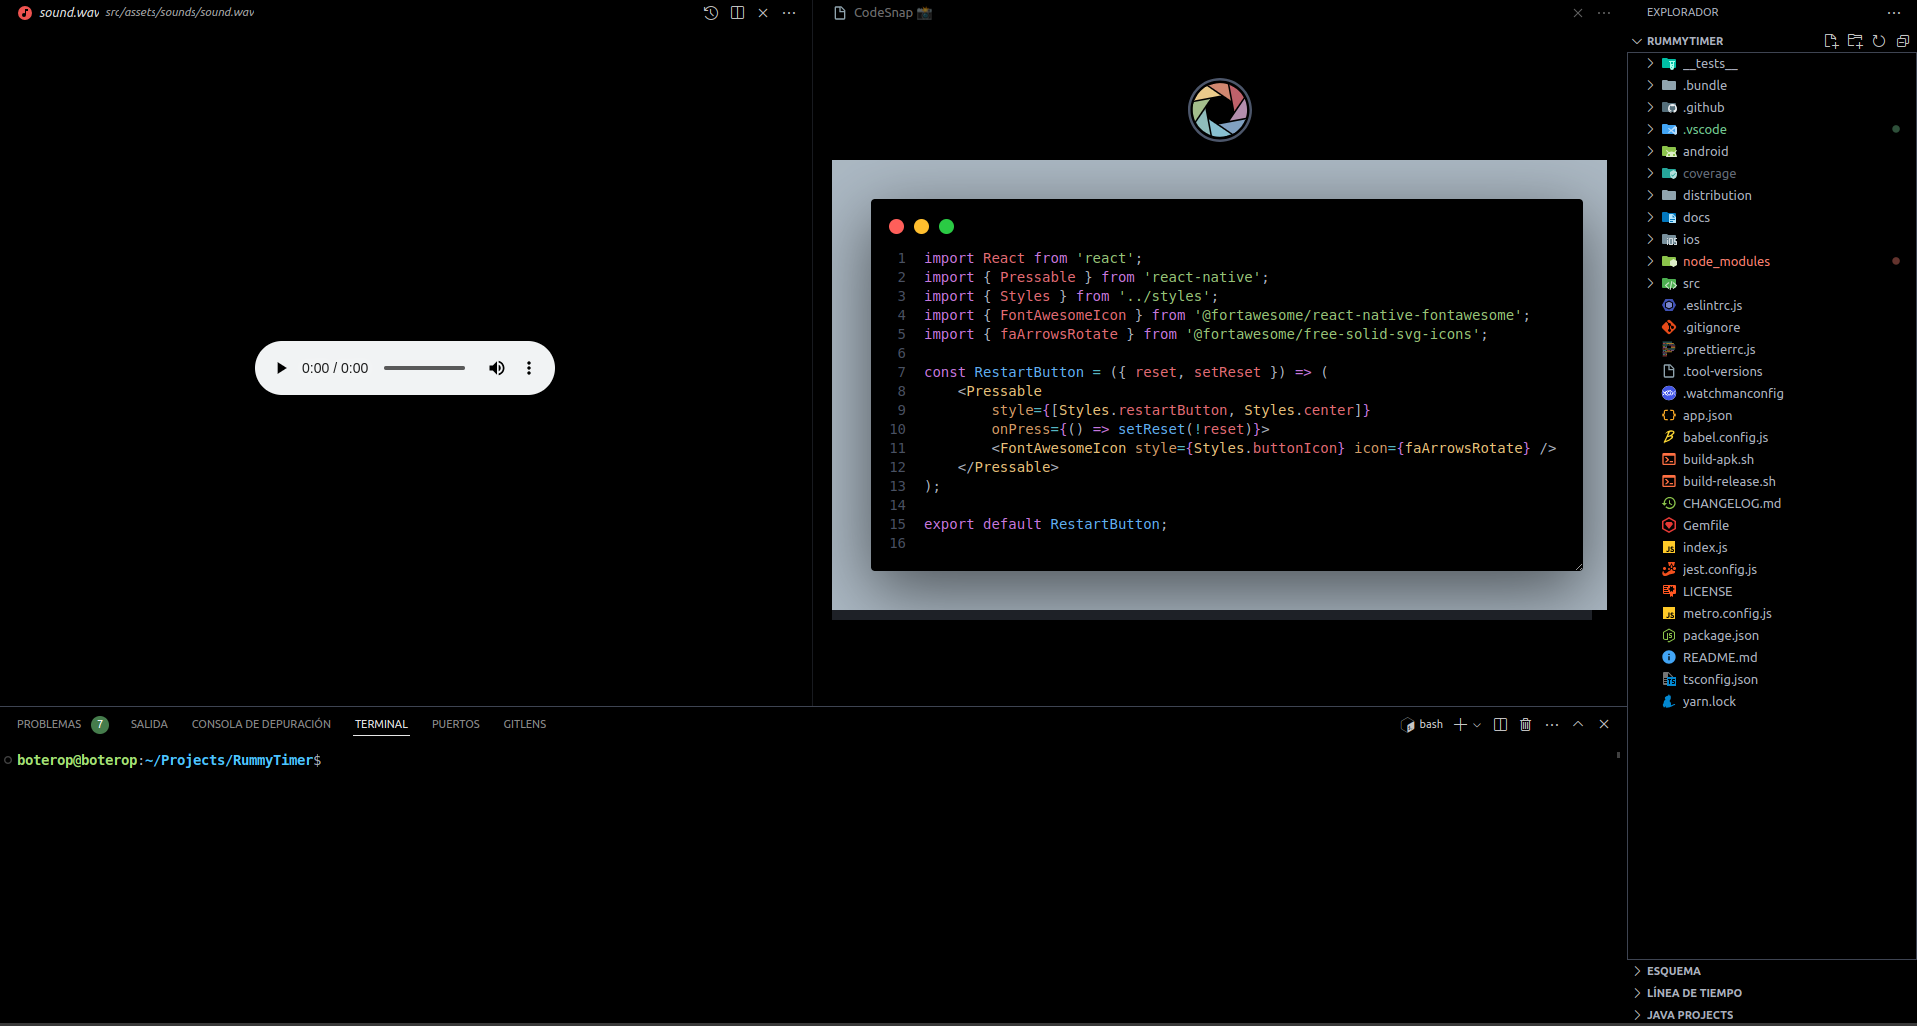 sound.wav src/assets/sounds/sound.wav
0:00 / 0:00
CodeSnap
1 import React from 'react';
2 import { Pressable } from 'react-native';
3 import { Styles } from '../styles';
4 import { FontAwesomeIcon } from '@fortawesome/react-native-fontawesome';
5 import { faArrowsRotate } from '@fortawesome/free-solid-svg-icons';
6
7 const RestartButton = ({ reset, setReset }) => (
8     <Pressable
9         style={[Styles.restartButton, Styles.center]}
10         onPress={() => setReset(!reset)}>
11         <FontAwesomeIcon style={Styles.buttonIcon} icon={faArrowsRotate} />
12     </Pressable>
13 );
14
15 export default RestartButton;
16
PROBLEMAS 7 SALIDA CONSOLA DE DEPURACIÓN TERMINAL PUERTOS GITLENS
bash
boterop@boterop:~/Projects/RummyTimer$
EXPLORADOR
RUMMYTIMER
__tests__
.bundle
.github
.vscode
android
coverage
distribution
docs
ios
node_modules
src
.eslintrc.js
.gitignore
.prettierrc.js
.tool-versions
.watchmanconfig
app.json
babel.config.js
build-apk.sh
build-release.sh
CHANGELOG.md
Gemfile
index.js
jest.config.js
LICENSE
metro.config.js
package.json
README.md
tsconfig.json
yarn.lock
ESQUEMA
LÍNEA DE TIEMPO
JAVA PROJECTS